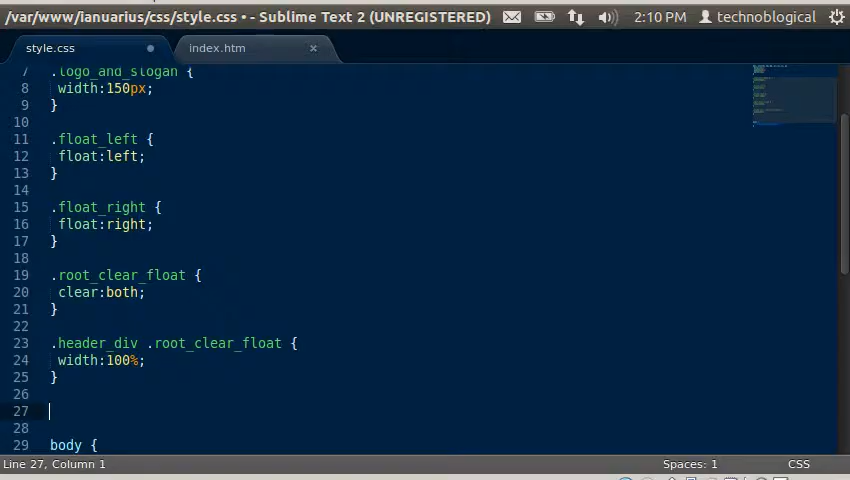 /var/www/ianuarius/css/style.css • - Sublime Text 2 (UNREGISTERED) 2:10 PM technoblogical
style.css index.htm
7 .logo_and_slogan {
8 width:150px;
9 }
10
11 .float_left {
12 float:left;
13 }
14
15 .float_right {
16 float:right;
17 }
18
19 .root_clear_float {
20 clear:both;
21 }
22
23 .header_div .root_clear_float {
24 width:100%;
25 }
26
27
28
29 body {
Line 27, Column 1 Spaces: 1 CSS